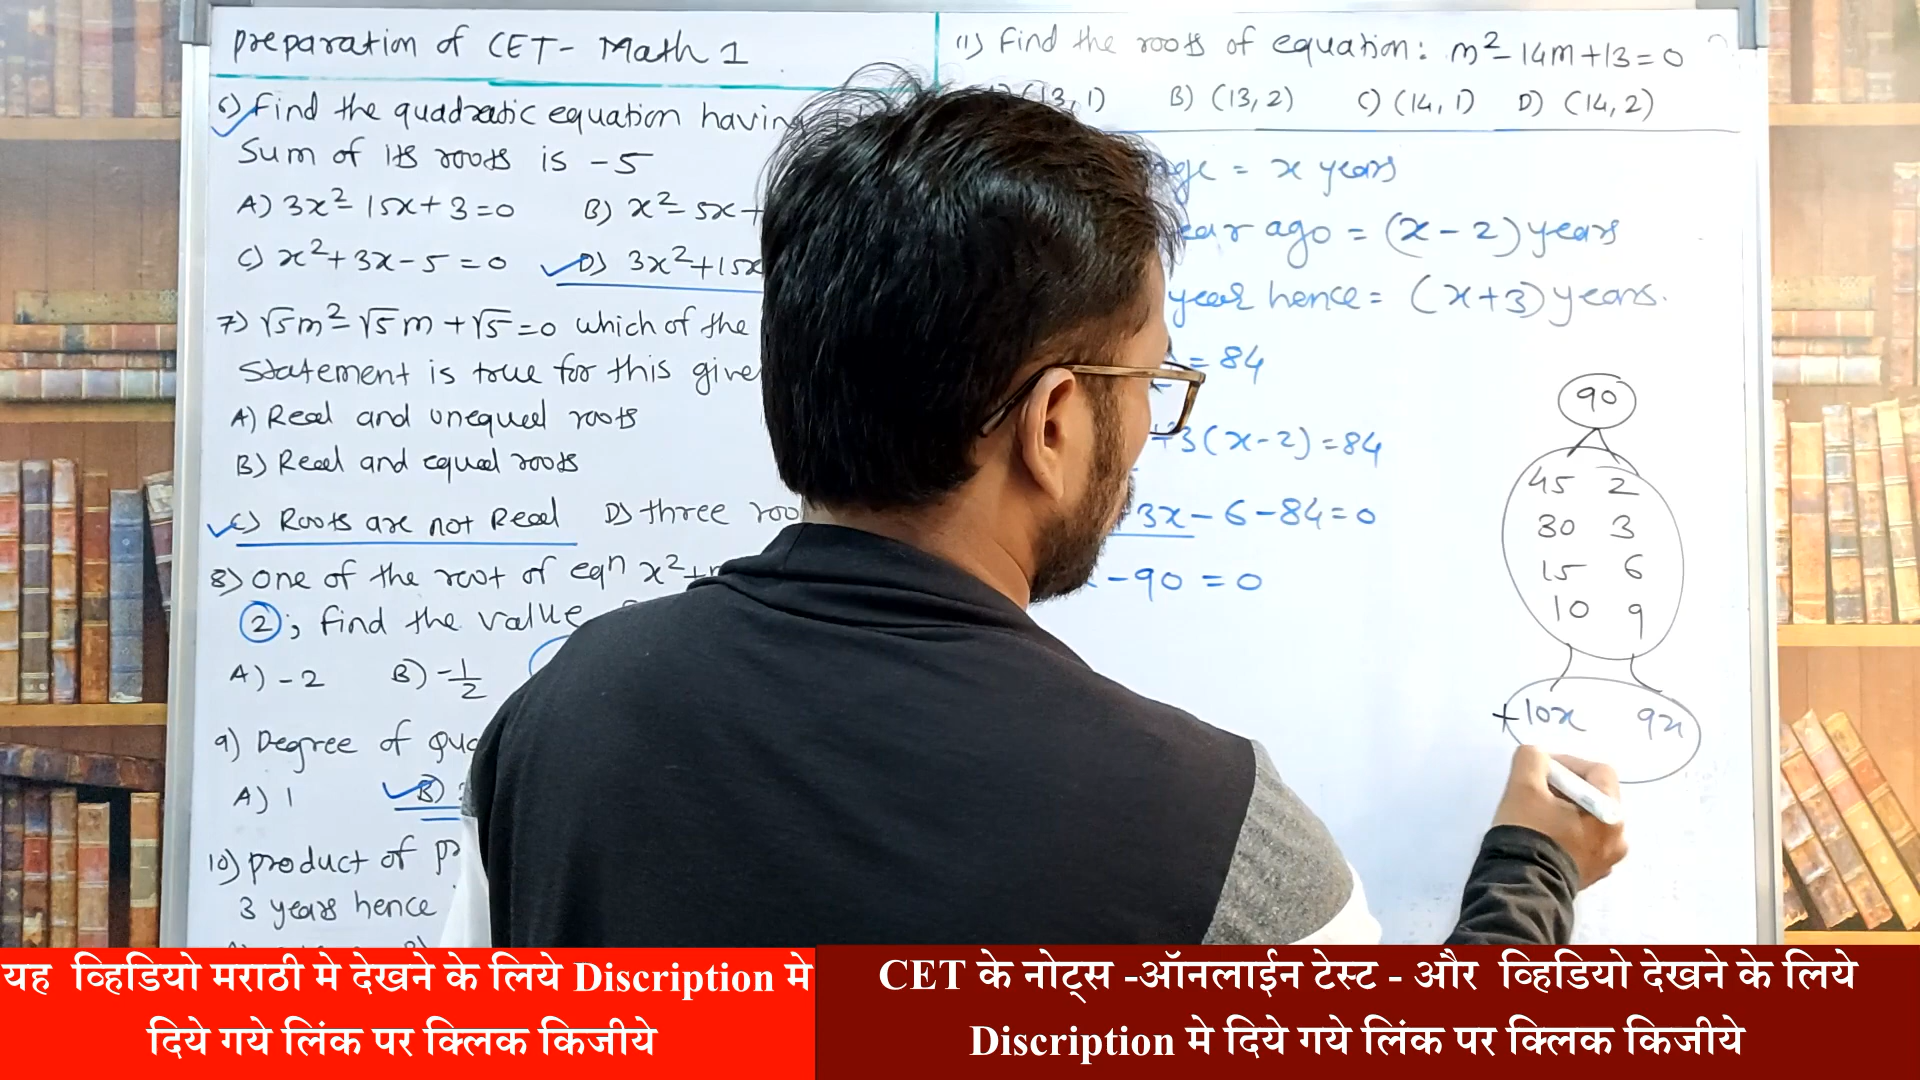 preparation of CET- Math 1
6) Find the quadratic equation having
Sum of its roots is -5
A) 3x²- 15x+ 3=0 B) x²- 5x+
C) x²+3x-5=0 D) 3x²+15x
7) √5m²-√5m+√5=0 which of the
statement is true for this
A) Real and unequal roots
B) Real and equal roots
C) Roots are not Real D) three
8) One of the root of eqⁿ x²+
2; find the value
A) -2 B) -1/2
9) Degree of
A) 1 B)
10) product of
3 years hence
11) Find the roots of equation: m²-14m+13=0
(13,1) B) (13,2) C) (14,1) D) (14,2)
= x years
ago = (x-2) years
year hence = (x+3) years.
=84
+3(x-2)=84
3x-6-84=0
-90=0
90
45 2
30 3
15 6
10 9
+10x 9x
यह व्हिडियो मराठी मे देखने के लिये Discription मे
दिये गये लिंक पर क्लिक किजीये
CET के नोट्स -ऑनलाईन टेस्ट - और व्हिडियो देखने के लिये
Discription मे दिये गये लिंक पर क्लिक किजीये